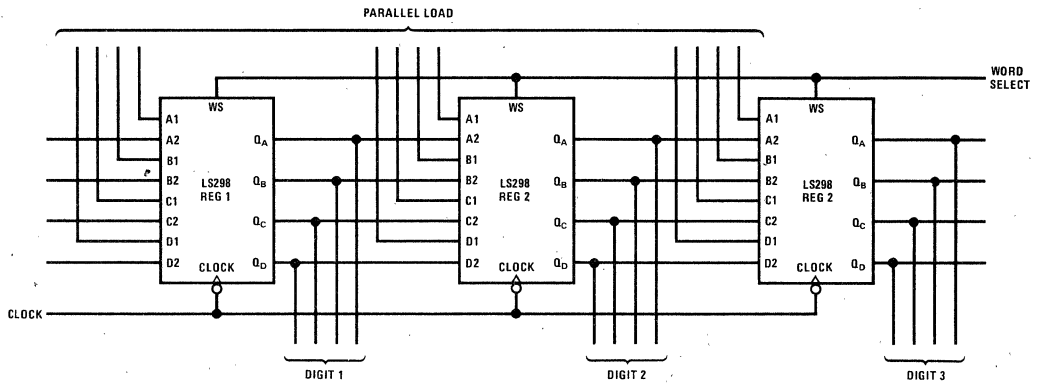 PARALLEL LOAD
WORD
SELECT
WS
A1
A2
B1
B2
C1
C2
D1
D2
LS298
REG 1
QA
QB
QC
QD
CLOCK
WS
A1
A2
B1
B2
C1
C2
D1
D2
LS298
REG 2
QA
QB
QC
QD
CLOCK
WS
A1
A2
B1
B2
C1
C2
D1
D2
LS298
REG 2
QA
QB
QC
QD
CLOCK
CLOCK
DIGIT 1
DIGIT 2
DIGIT 3